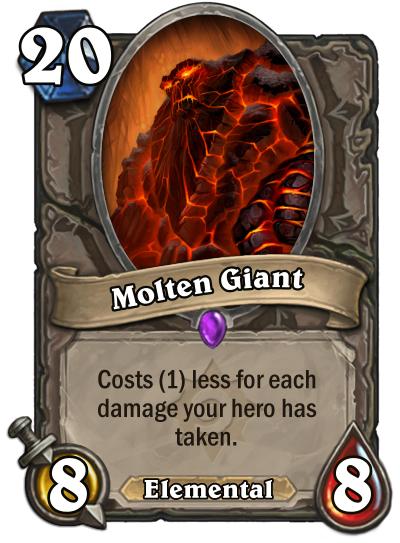 20
Molten Giant
Costs (1) less for each
damage your hero has
taken.
8
Elemental
8